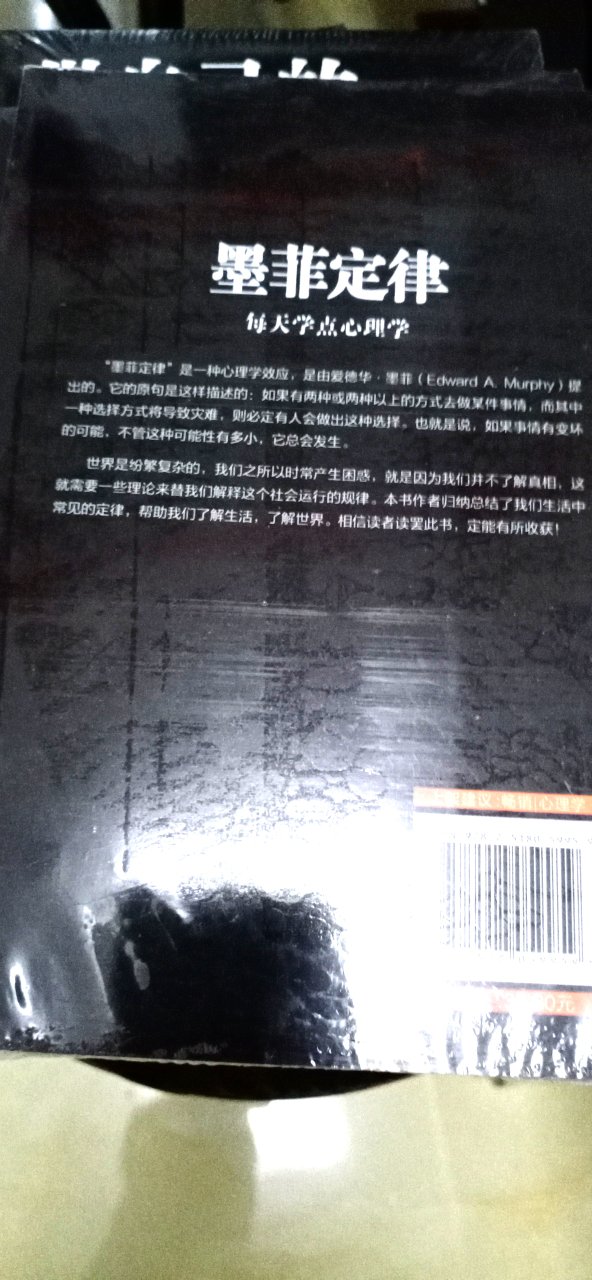 墨菲定律
每天学点心理学
“墨菲定律”是一种心理学效应，是由爱德华·墨菲（Edward A. Murphy）提
出的。它的原句是这样描述的：如果有两种或两种以上的方式去做某件事情，而其中
一种选择方式将导致灾难，则必定有人会做出这种选择。也就是说，如果事情有变坏
的可能，不管这种可能性有多小，它总会发生。
世界是纷繁复杂的，我们之所以时常产生困惑，就是因为我们并不了解真相，这
就需要一些理论来替我们解释这个社会运行的规律。本书作者归纳总结了我们生活中
常见的定律，帮助我们了解生活，了解世界。相信读者读罢此书，定能有所收获！
建议：畅销|心理学
0元